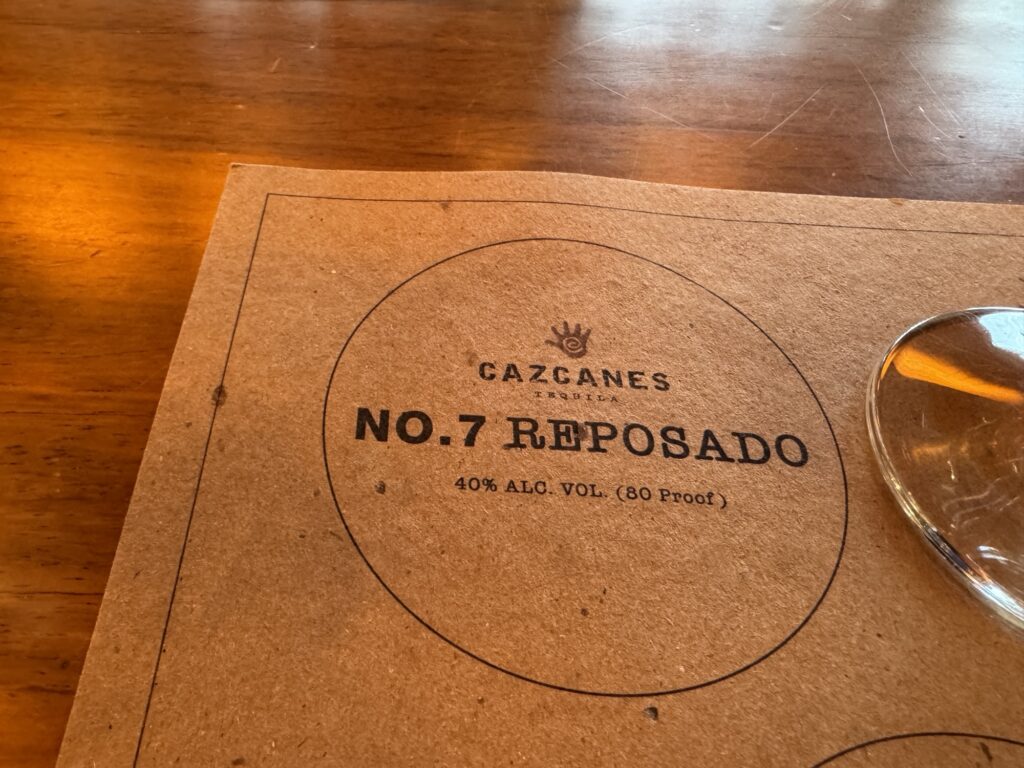 CAZCANES
TEQUILA
NO.7 REPOSADO
40% ALC. VOL. (80 Proof)